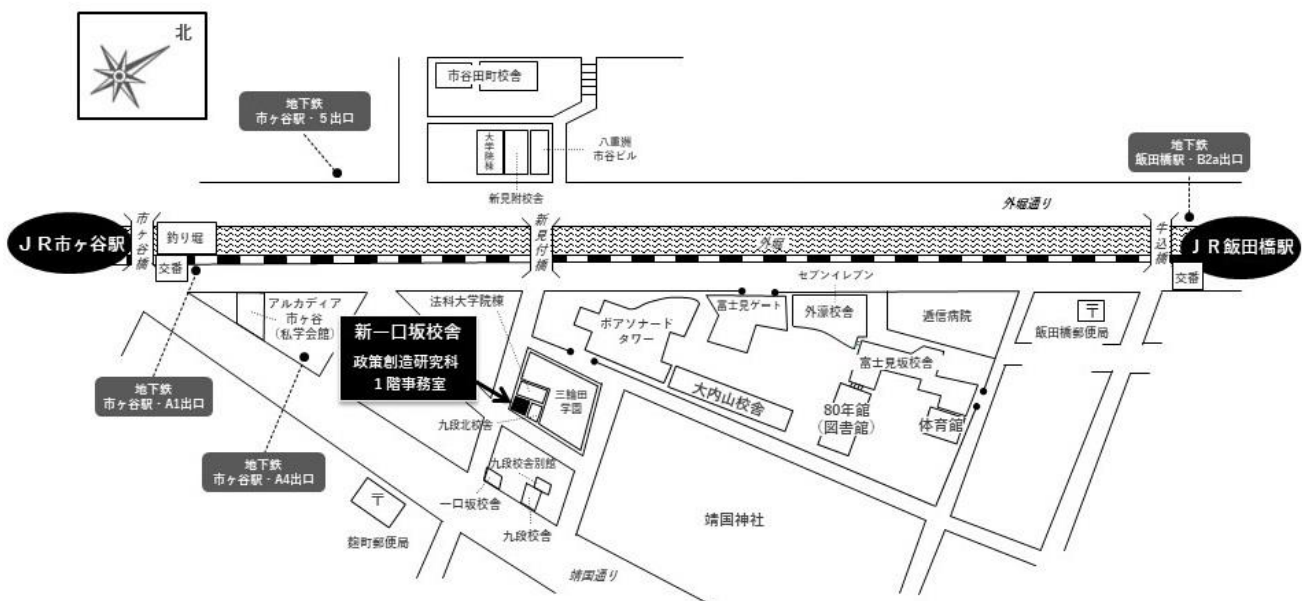 北
市谷田町校舎
地下鉄
市ヶ谷駅・5出口
大学院棟
八重洲
市谷ビル
新見附校舎
地下鉄
飯田橋駅・B2a出口
外堀通り
JR市ヶ谷駅
市ヶ谷橋
釣り堀
新見付橋
外堀
牛込橋
JR飯田橋駅
交番
セブンイレブン
交番
アルカディア
市ヶ谷
(私学会館)
法科大学院棟
ボアソナード
タワー
富士見ゲート
外濠校舎
逓信病院
〒
飯田橋郵便局
新一口坂校舎
政策創造研究科
1階事務室
富士見坂校舎
三輪田
学園
大内山校舎
80年館
(図書館)
体育館
地下鉄
市ヶ谷駅・A1出口
九段北校舎
地下鉄
市ヶ谷駅・A4出口
九段校舎別館
〒
一口坂校舎
靖国神社
九段校舎
麹町郵便局
靖国通り